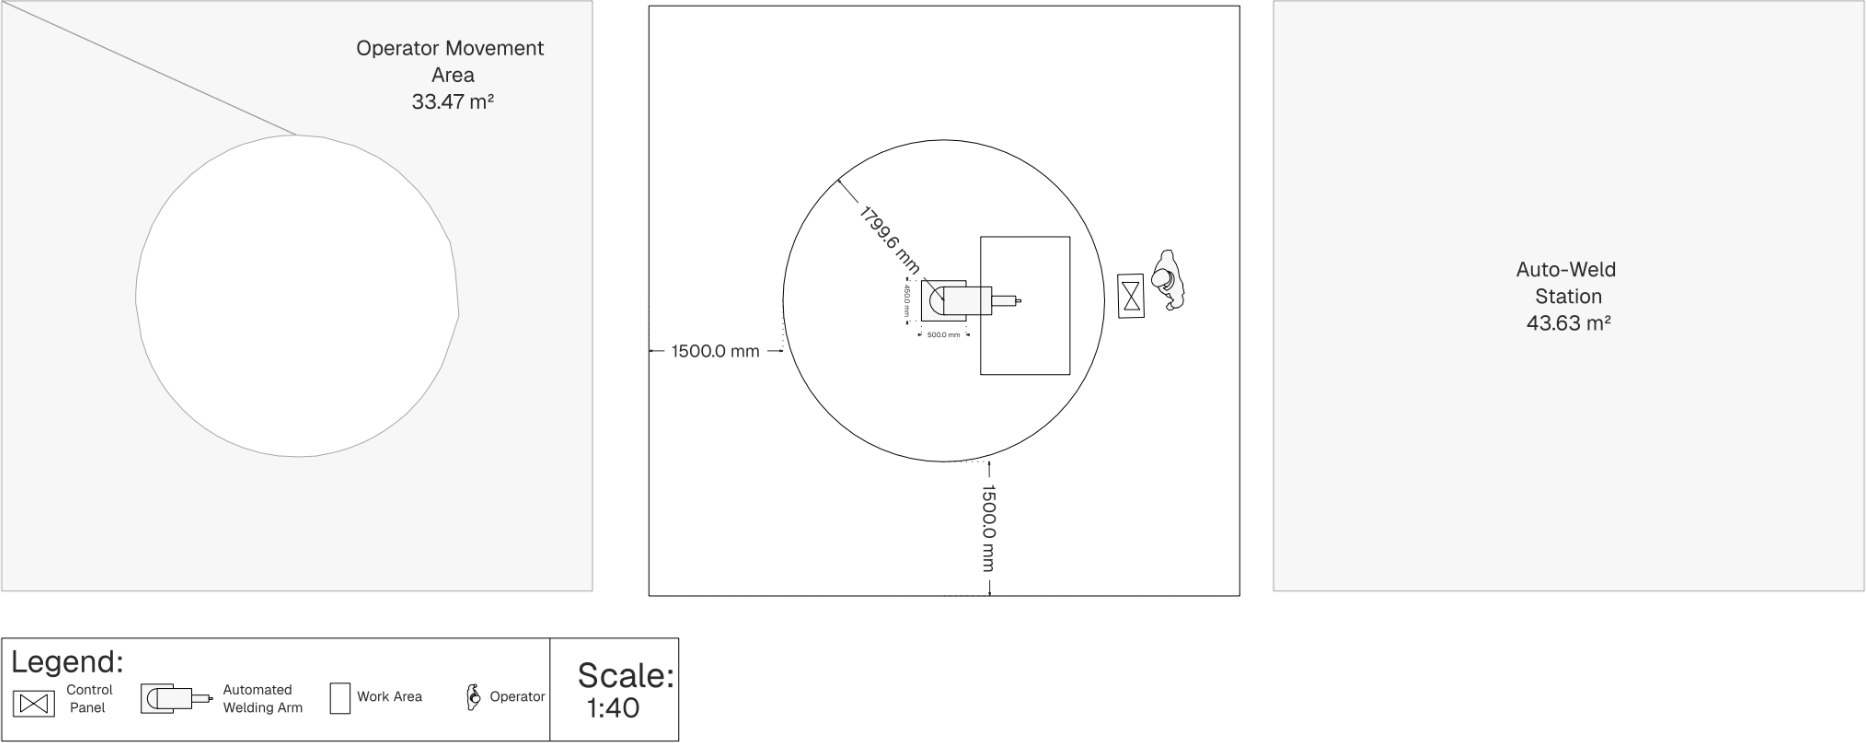 Operator Movement
Area
33.47 m²
1799.6 mm
450.0 mm
500.0 mm
1500.0 mm
1500.0 mm
Auto-Weld
Station
43.63 m²
Legend:
Control
Panel
Automated
Welding Arm
Work Area
Operator
Scale:
1:40